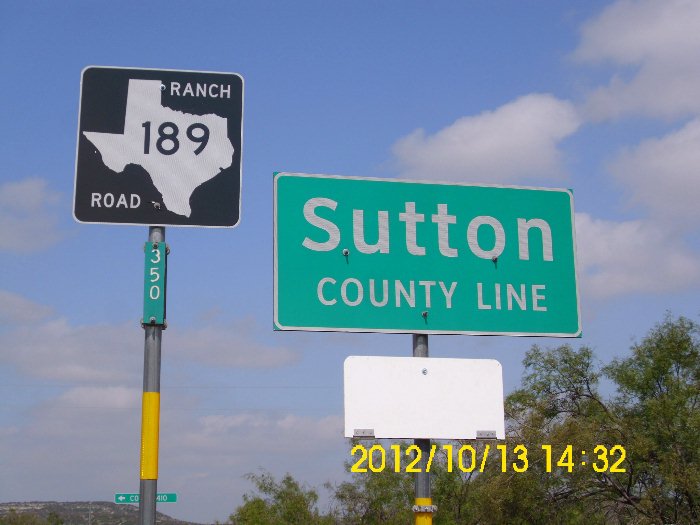 RANCH
189
ROAD
350
Sutton
COUNTY LINE
2012/10/13 14:32